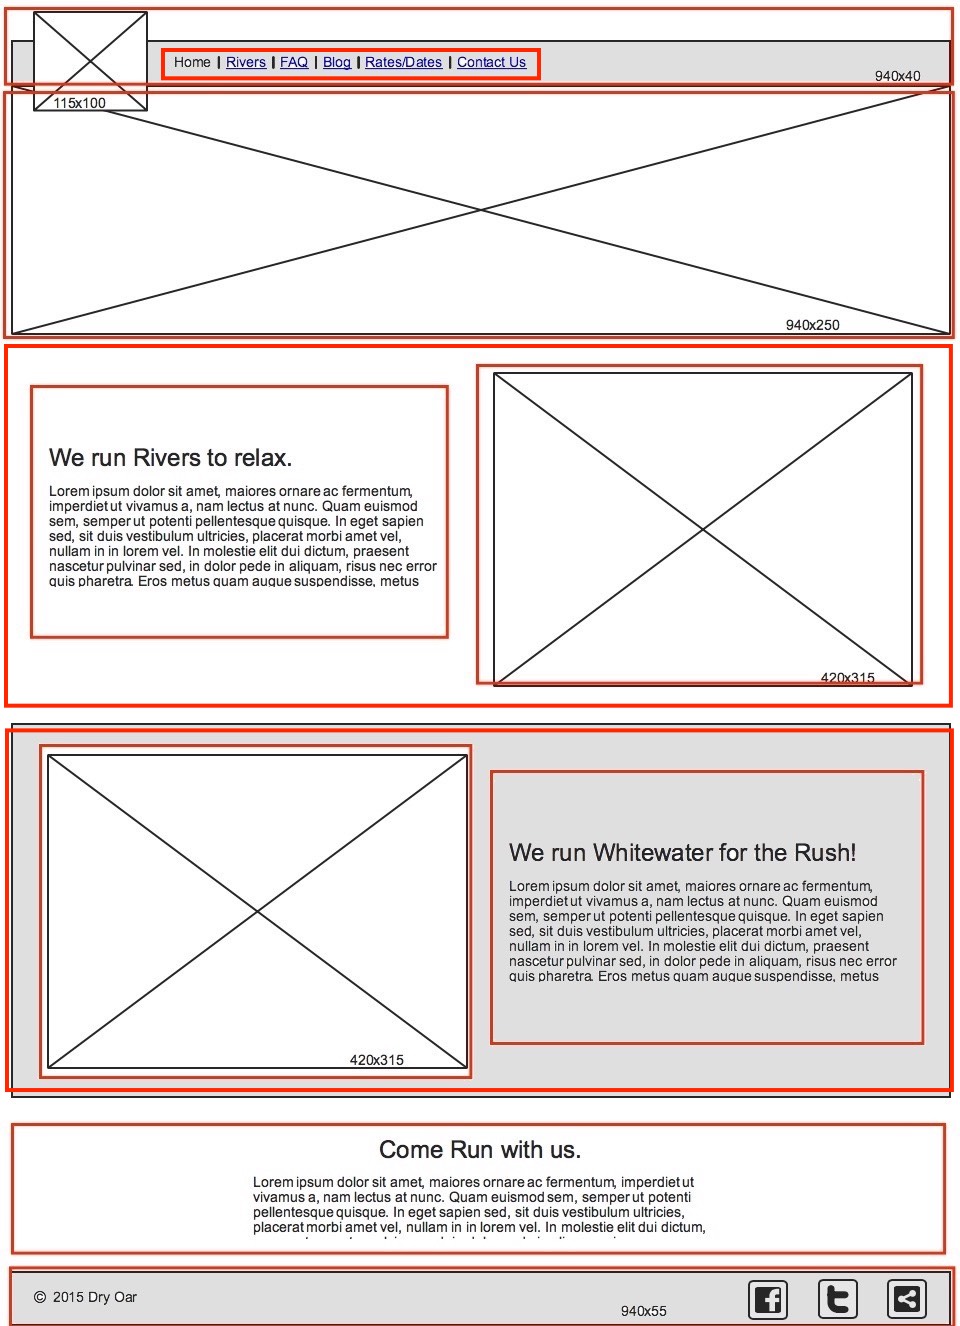 Home | Rivers | FAQ | Blog | Rates/Dates | Contact Us
940x40
115x100
940x250
We run Rivers to relax.
Lorem ipsum dolor sit amet, maiores ornare ac fermentum,
imperdiet ut vivamus a, nam lectus at nunc. Quam euismod
sem, semper ut potenti pellentesque quisque. In eget sapien
sed, sit duis vestibulum ultricies, placerat morbi amet vel,
nullam in in lorem vel. In molestie elit dui dictum, praesent
nascetur pulvinar sed, in dolor pede in aliquam, risus nec error
quis pharetra. Eros metus quam augue suspendisse, metus
420x315
420x315
We run Whitewater for the Rush!
Lorem ipsum dolor sit amet, maiores ornare ac fermentum,
imperdiet ut vivamus a, nam lectus at nunc. Quam euismod
sem, semper ut potenti pellentesque quisque. In eget sapien
sed, sit duis vestibulum ultricies, placerat morbi amet vel,
nullam in in lorem vel. In molestie elit dui dictum, praesent
nascetur pulvinar sed, in dolor pede in aliquam, risus nec error
quis pharetra. Eros metus quam augue suspendisse, metus
Come Run with us.
Lorem ipsum dolor sit amet, maiores ornare ac fermentum, imperdiet ut
vivamus a, nam lectus at nunc. Quam euismod sem, semper ut potenti
pellentesque quisque. In eget sapien sed, sit duis vestibulum ultricies,
placerat morbi amet vel, nullam in in lorem vel. In molestie elit dui dictum,
© 2015 Dry Oar
940x55